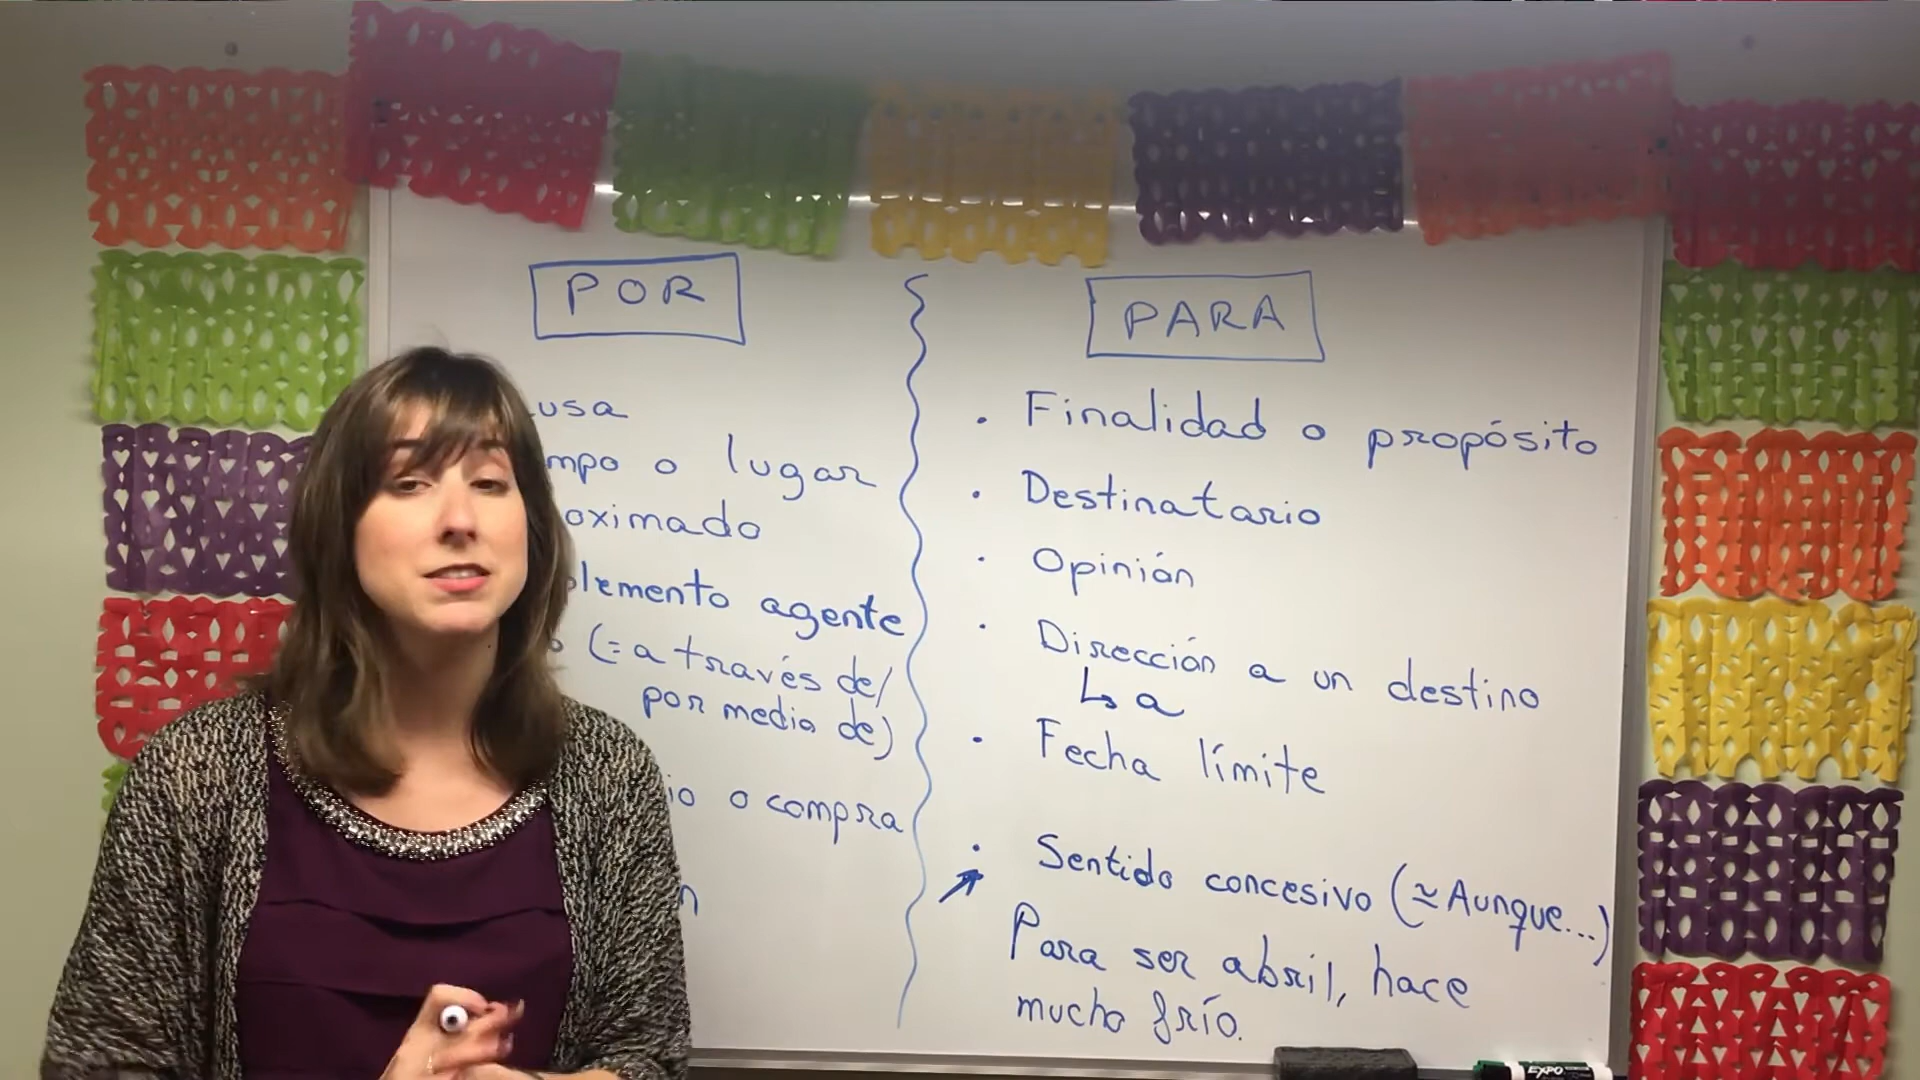 POR
usa
mpo o lugar
oximado
plemento agente
o (=a través de/
por medio de)
io o compra
n
PARA
. Finalidad o propósito
. Destinatario
. Opinión
. Dirección a un destino
↳ a
. Fecha límite
. Sentido concesivo (≈Aunque...)
Para ser abril, hace
mucho frío.
EXPO